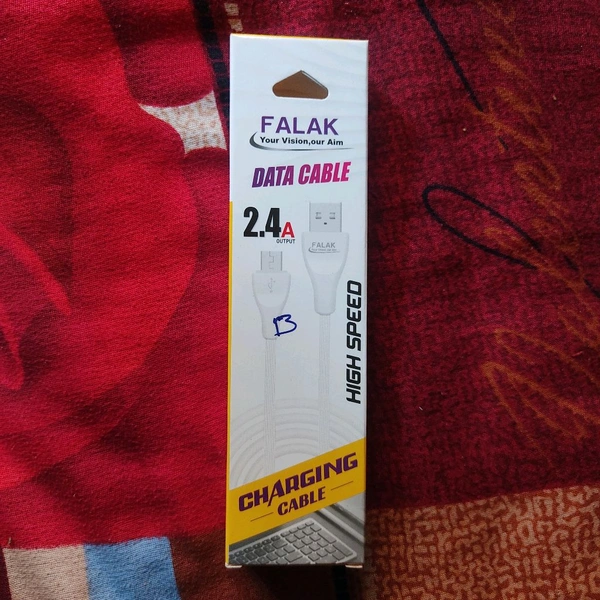 FALAK
Your Vision,our Aim
DATA CABLE
2.4A
OUTPUT
FALAK
HIGH SPEED
B
CHARGING
CABLE